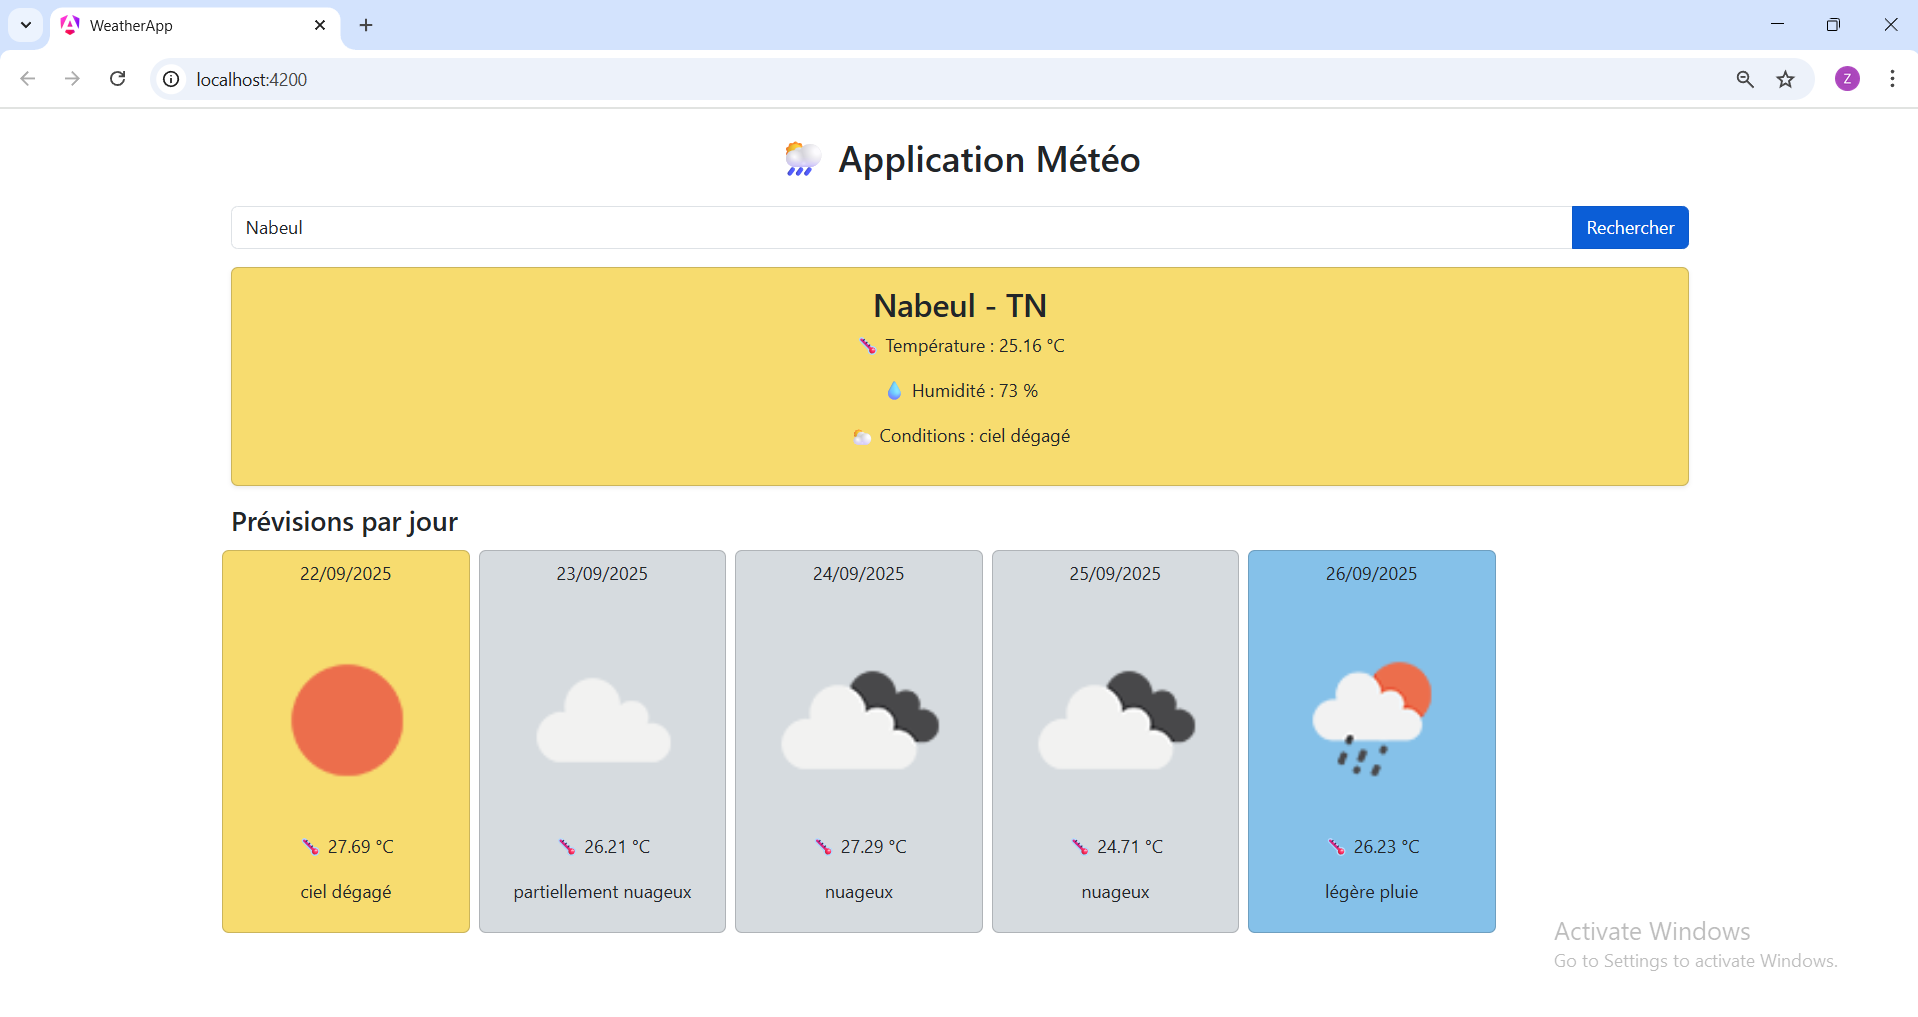 WeatherApp
localhost:4200
Z
Application Météo
Nabeul
Rechercher
Nabeul - TN
Température : 25.16 °C
Humidité : 73 %
Conditions : ciel dégagé
Prévisions par jour
22/09/2025
27.69 °C
ciel dégagé
23/09/2025
26.21 °C
partiellement nuageux
24/09/2025
27.29 °C
nuageux
25/09/2025
24.71 °C
nuageux
26/09/2025
26.23 °C
légère pluie
Activate Windows
Go to Settings to activate Windows.